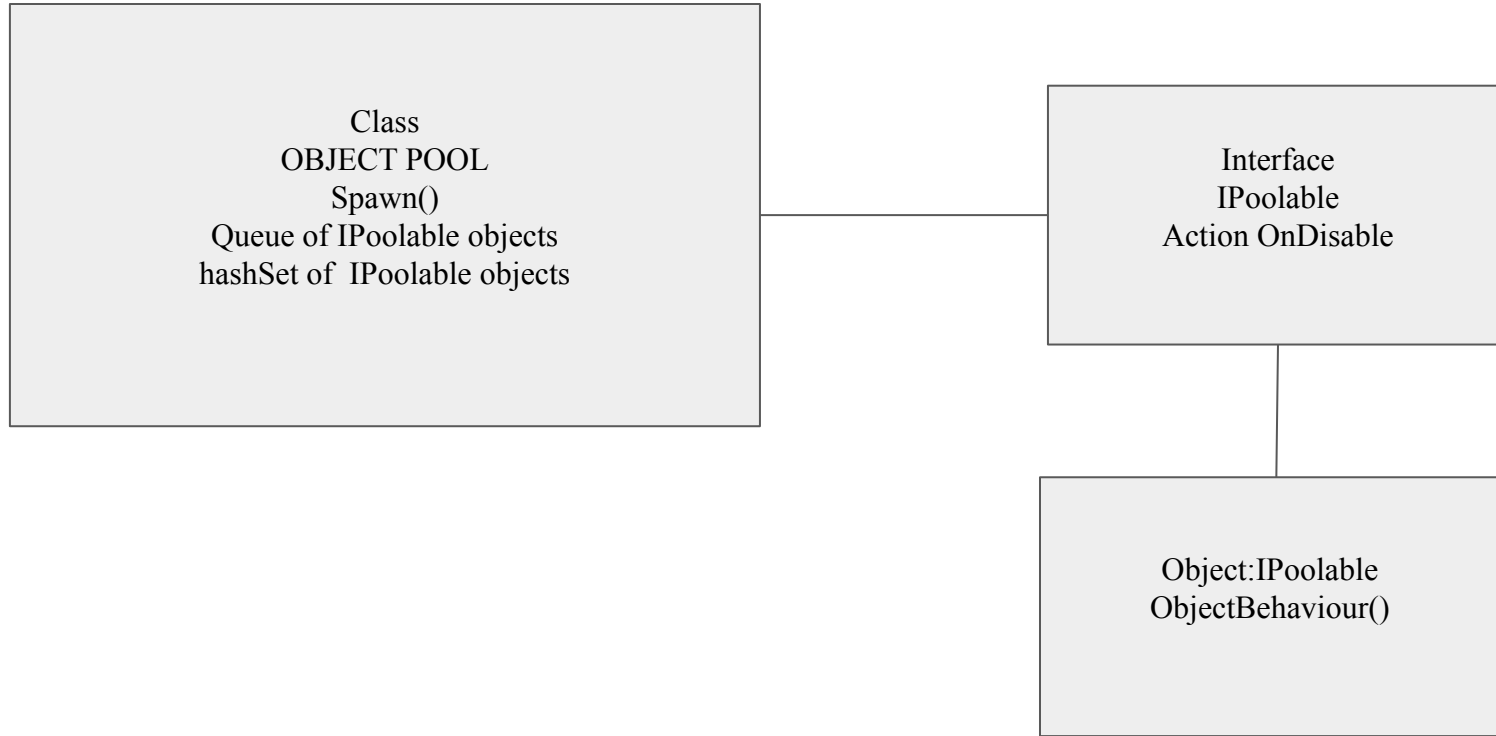 Class
OBJECT POOL
Spawn()
Queue of IPoolable objects
hashSet of  IPoolable objects
Interface
IPoolable
Action OnDisable
Object:IPoolable
ObjectBehaviour()